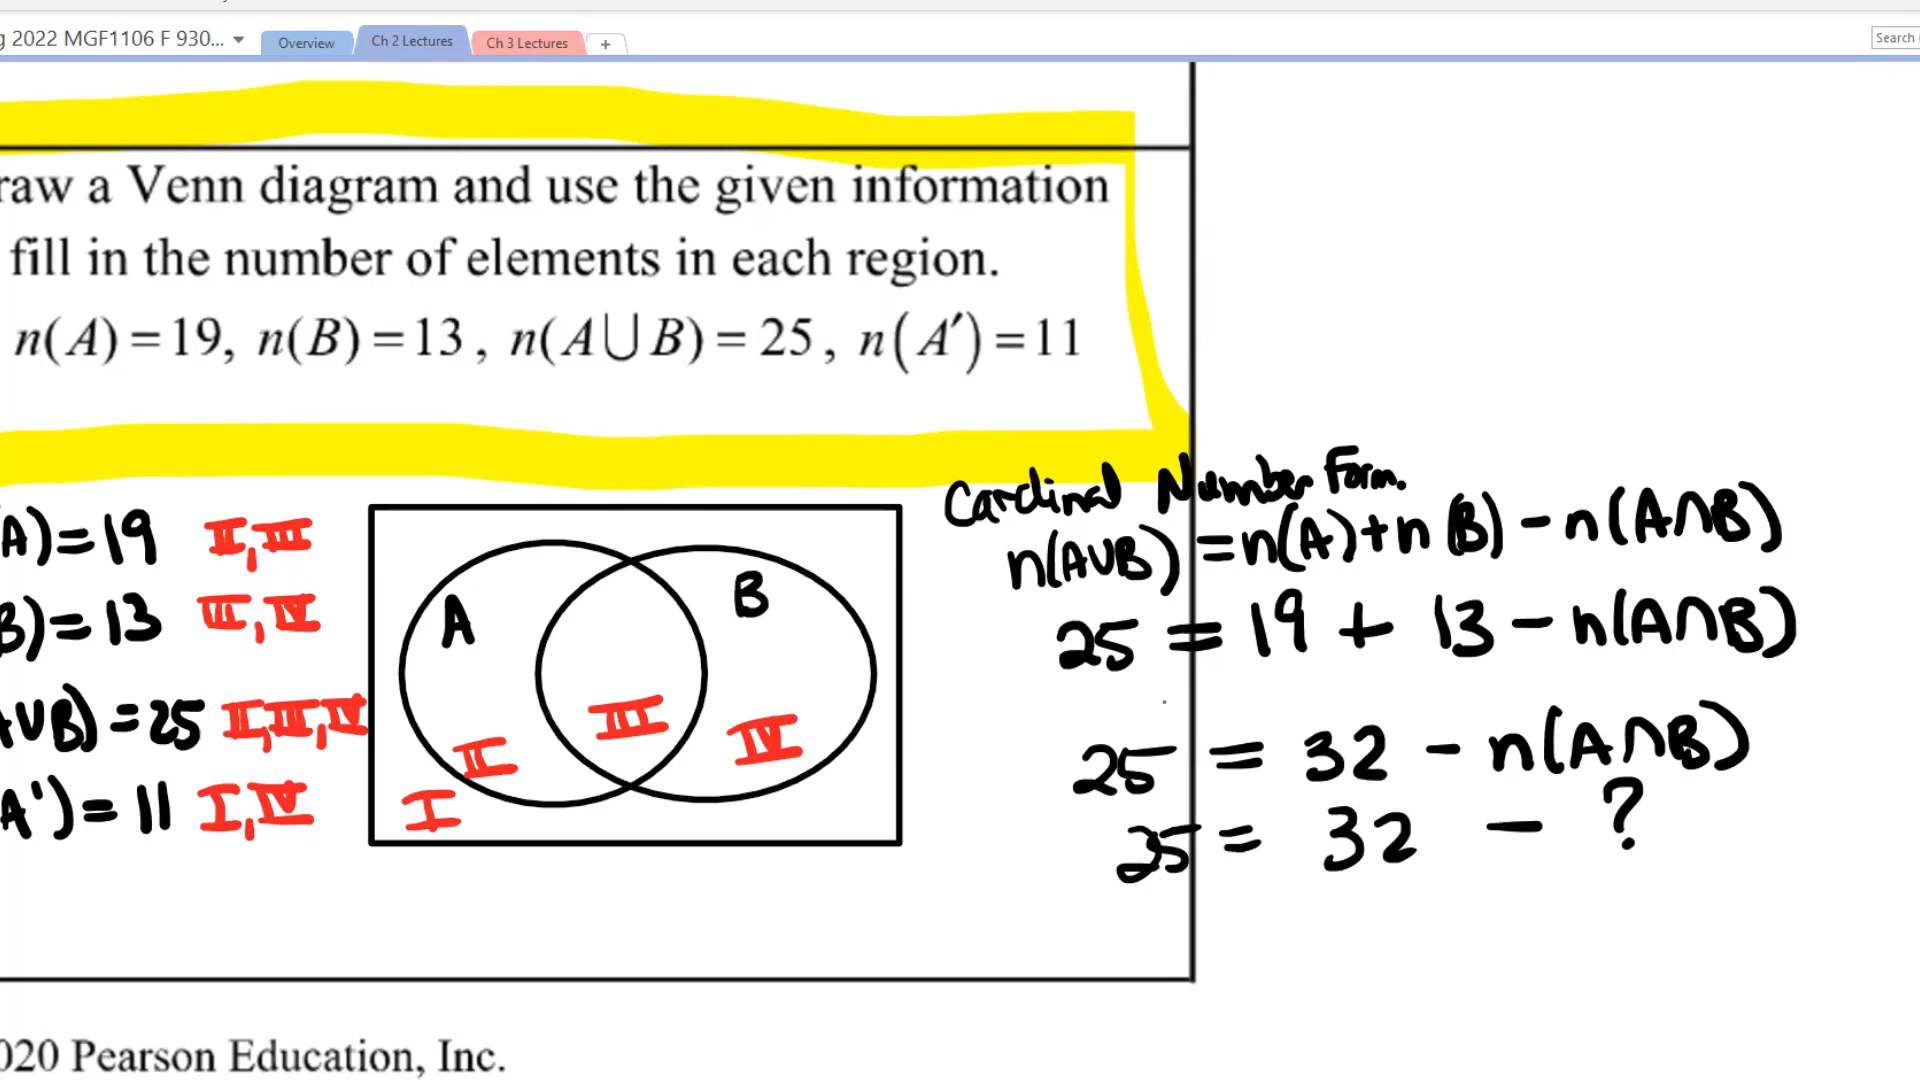 g 2022 MGF1106 F 930...
Overview
Ch 2 Lectures
Ch 3 Lectures
+
Search
raw a Venn diagram and use the given information
fill in the number of elements in each region.
n(A) = 19, n(B) = 13, n(A⋃B) = 25, n(A′) = 11
A) = 19 II, III
B) = 13 III, IV
AUB) = 25 II, III, IV
A') = 11 I, IV
A
B
II
III
IV
I
Cardinal Number Form.
n(AUB) = n(A) + n(B) - n(A∩B)
25 = 19 + 13 - n(A∩B)
25 = 32 - n(A∩B)
25 = 32 - ?
020 Pearson Education, Inc.